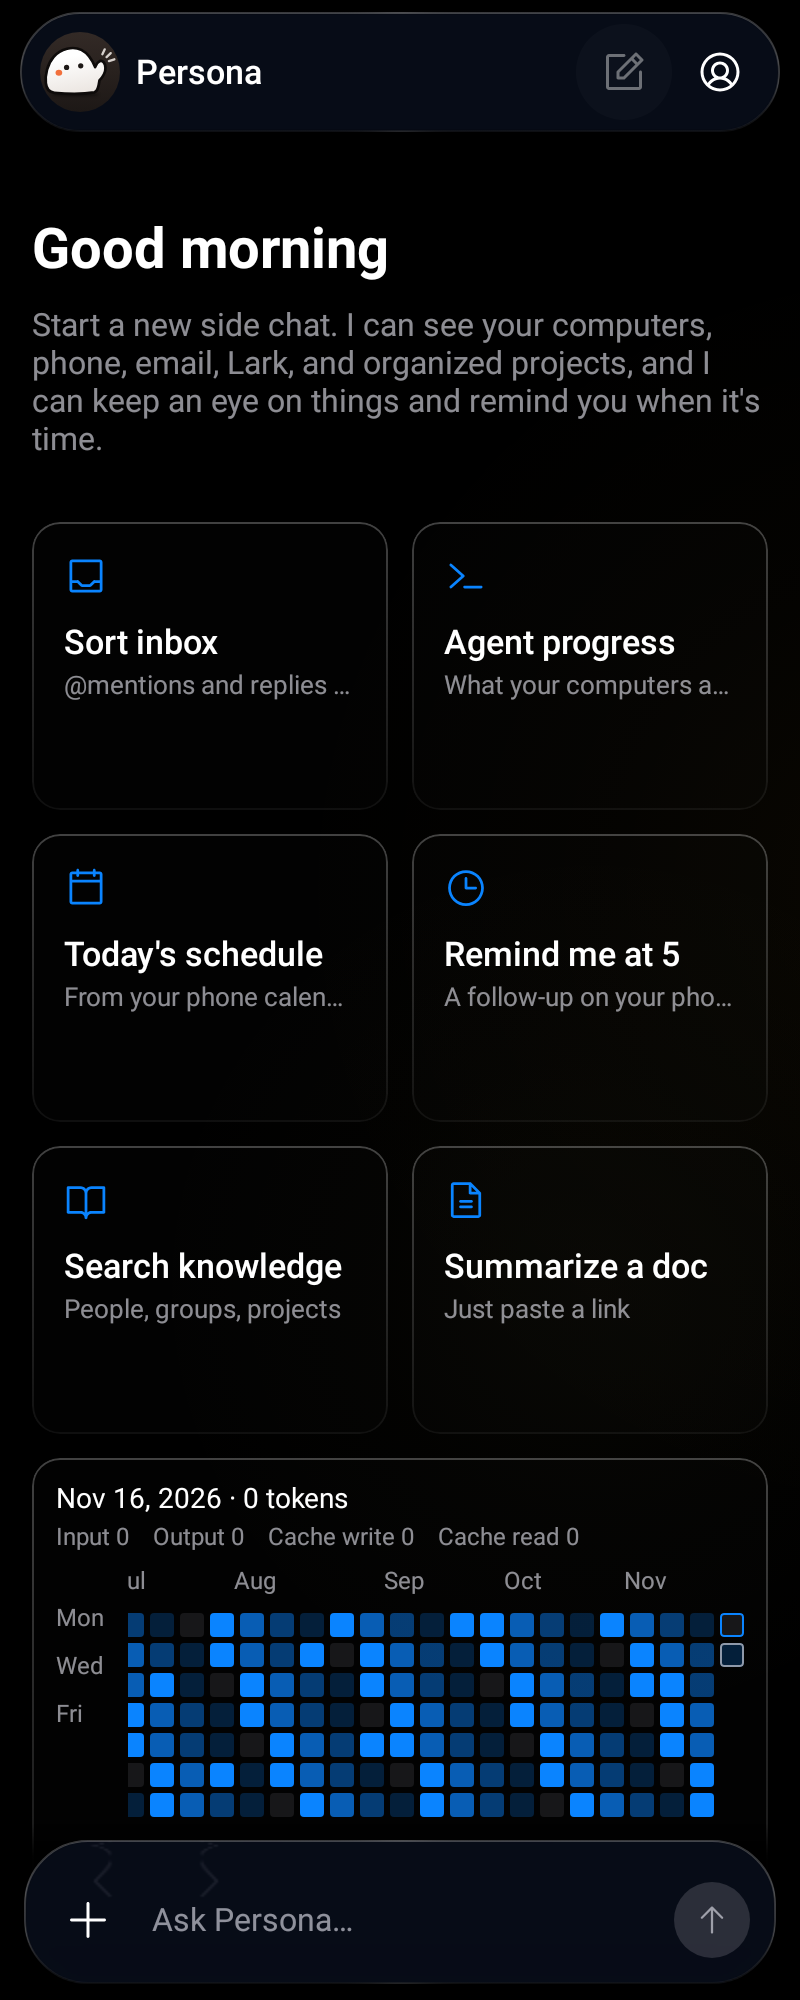 Persona
Good morning
Start a new side chat. I can see your computers,
phone, email, Lark, and organized projects, and I
can keep an eye on things and remind you when it's
time.
Sort inbox
@mentions and replies ...
Agent progress
What your computers a...
Today's schedule
From your phone calen...
Remind me at 5
A follow-up on your pho...
Search knowledge
People, groups, projects
Summarize a doc
Just paste a link
Nov 16, 2026 · 0 tokens
Input 0 Output 0 Cache write 0 Cache read 0
ul Aug Sep Oct Nov
Mon
Wed
Fri
Ask Persona...